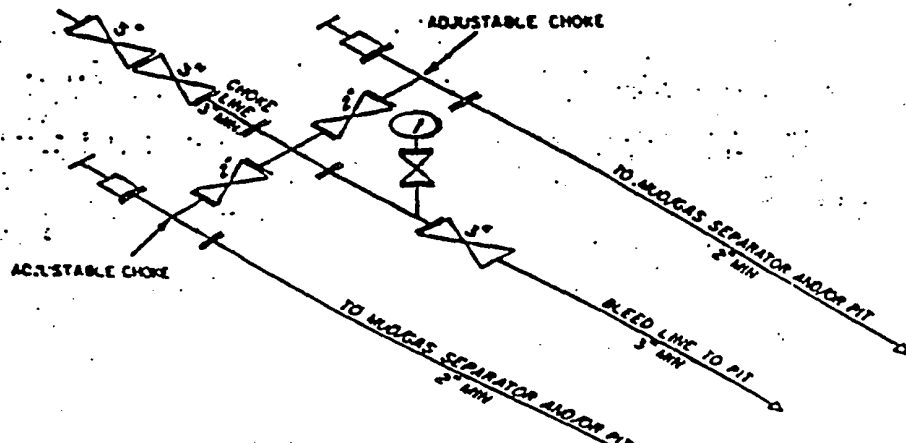 ADJUSTABLE CHOKE
3"
3"
CHOKE
LINE
3" MIN
3"
ADJUSTABLE CHOKE
TO MUD/GAS SEPARATOR AND/OR PIT
2" MIN
BLEED LINE TO PIT
3" MIN
TO MUD/GAS SEPARATOR AND/OR PIT
2" MIN